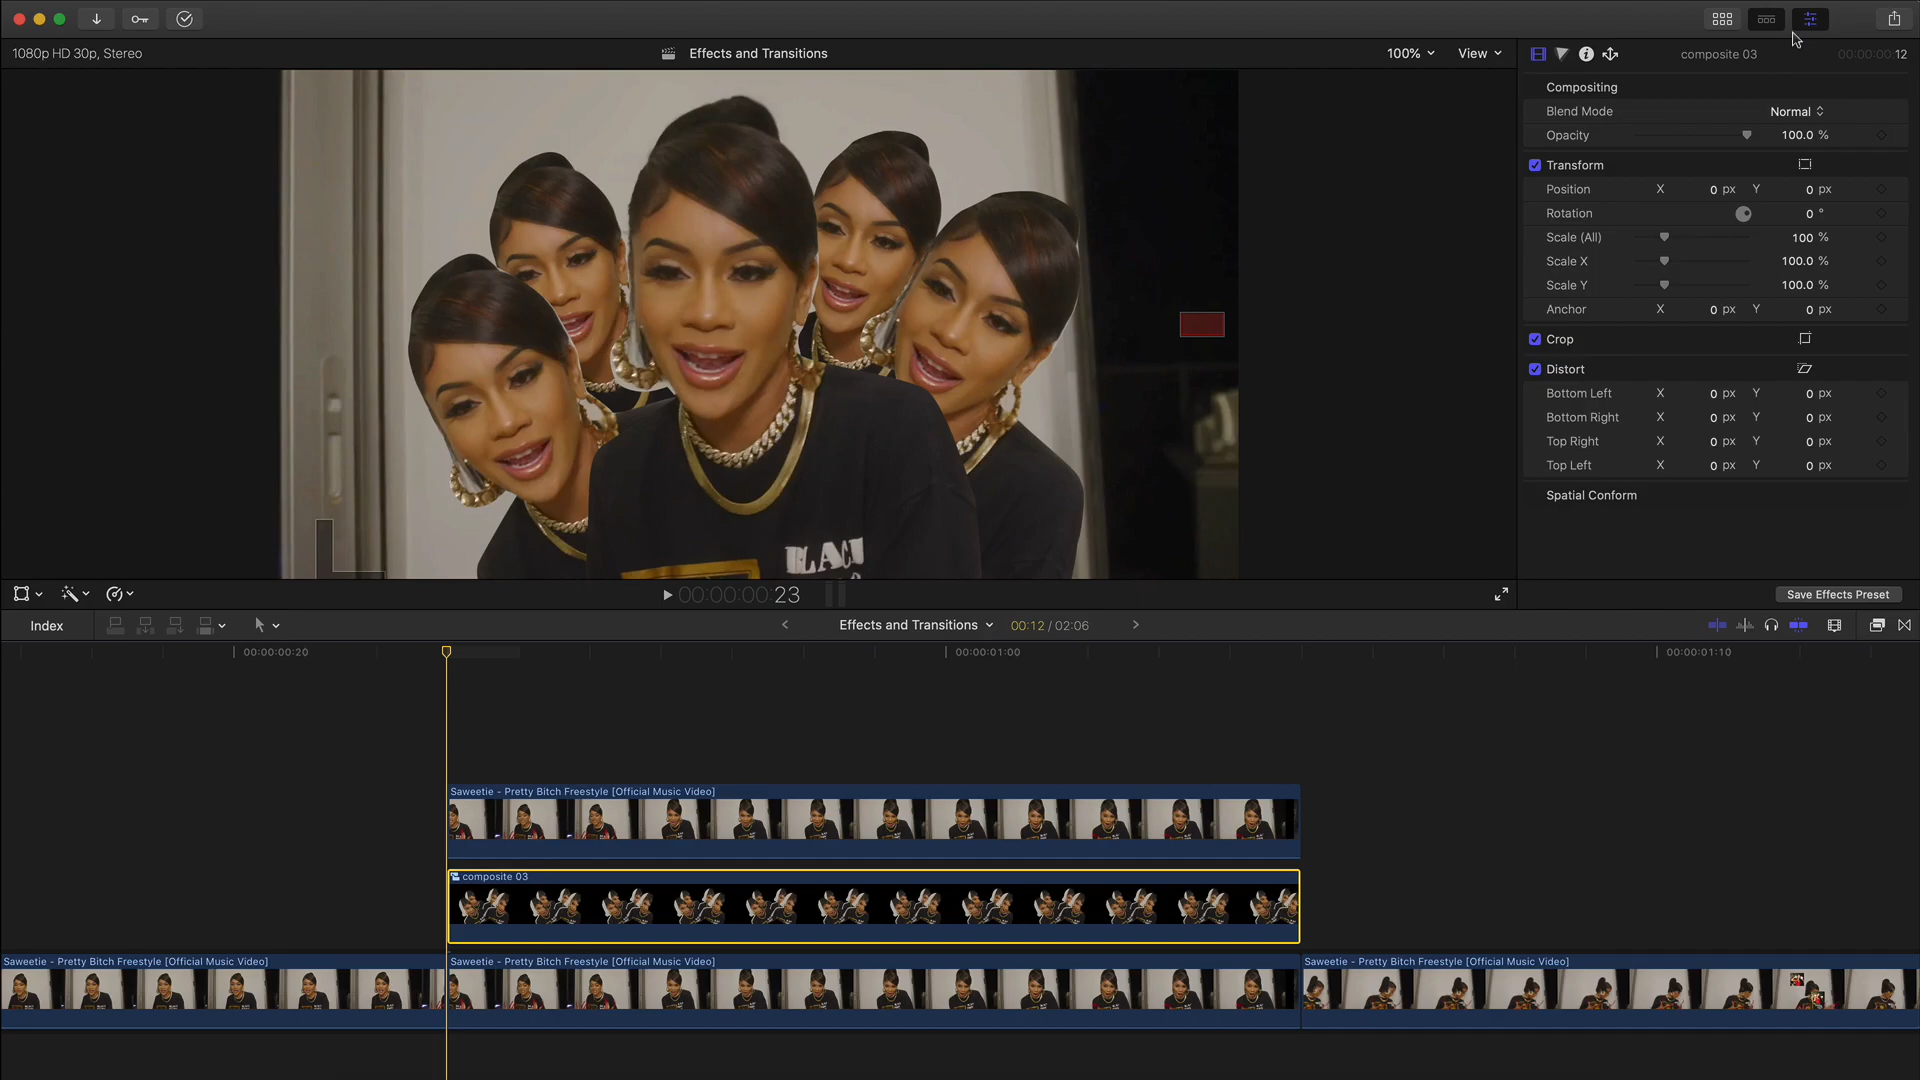 1080p HD 30p, Stereo
Effects and Transitions
100%
View
composite 03
00:00:00:12
Compositing
Blend Mode
Normal
Opacity
100.0 %
Transform
Position X 0 px Y 0 px
Rotation 0 °
Scale (All) 100 %
Scale X 100.0 %
Scale Y 100.0 %
Anchor X 0 px Y 0 px
Crop
Distort
Bottom Left X 0 px Y 0 px
Bottom Right X 0 px Y 0 px
Top Right X 0 px Y 0 px
Top Left X 0 px Y 0 px
Spatial Conform
00:00:00:23
Save Effects Preset
Index
Effects and Transitions
00:12 / 02:06
00:00:00:20
00:00:01:00
00:00:01:10
Saweetie - Pretty Bitch Freestyle [Official Music Video]
composite 03
Saweetie - Pretty Bitch Freestyle [Official Music Video]
Saweetie - Pretty Bitch Freestyle [Official Music Video]
Saweetie - Pretty Bitch Freestyle [Official Music Video]